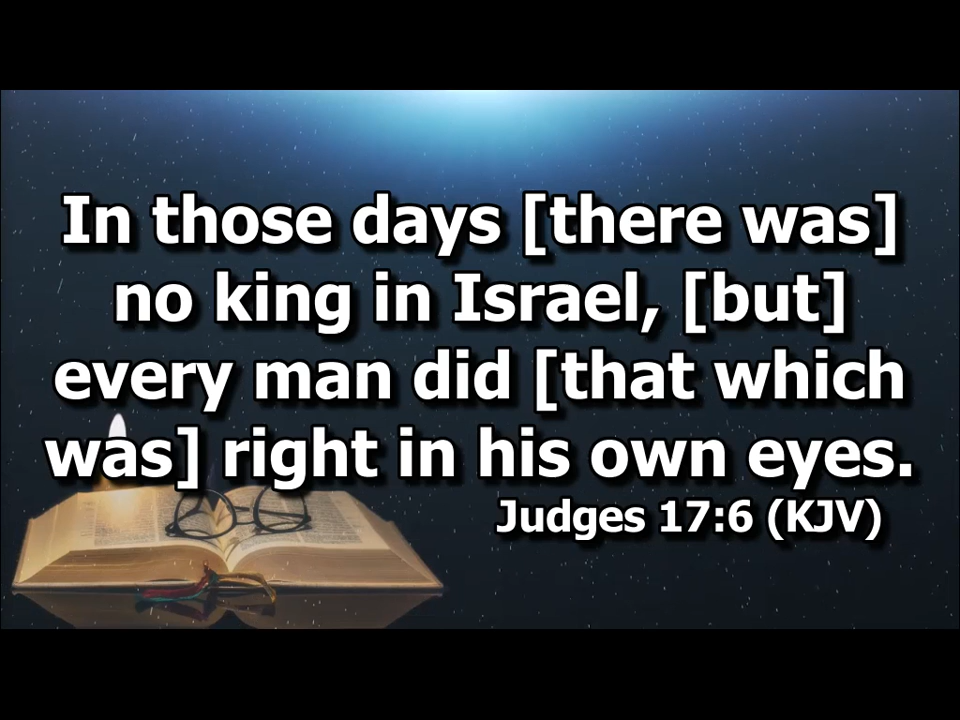 In those days [there was]
no king in Israel, [but]
every man did [that which
was] right in his own eyes.
Judges 17:6 (KJV)